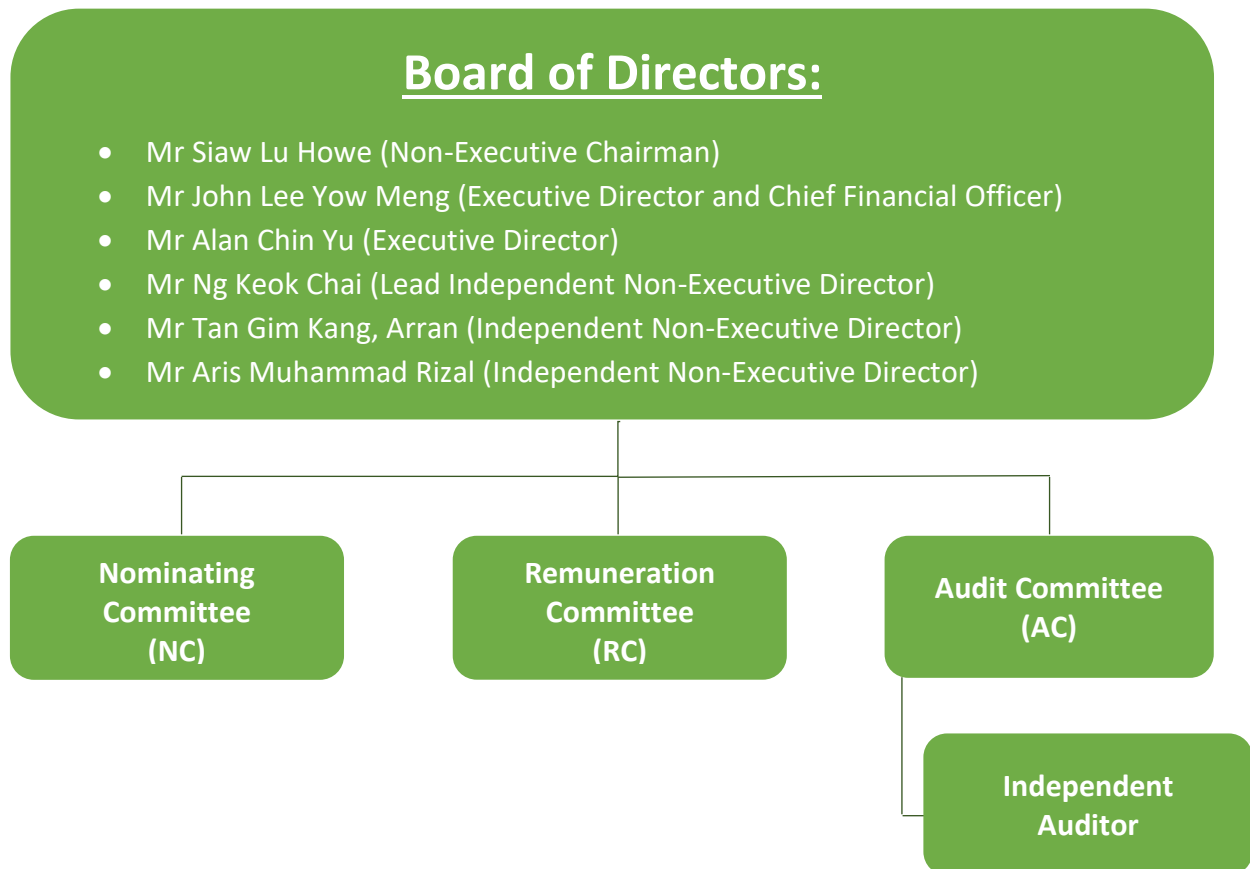 Board of Directors:
• Mr Siaw Lu Howe (Non-Executive Chairman)
• Mr John Lee Yow Meng (Executive Director and Chief Financial Officer)
• Mr Alan Chin Yu (Executive Director)
• Mr Ng Keok Chai (Lead Independent Non-Executive Director)
• Mr Tan Gim Kang, Arran (Independent Non-Executive Director)
• Mr Aris Muhammad Rizal (Independent Non-Executive Director)
Nominating
Committee
(NC)
Remuneration
Committee
(RC)
Audit Committee
(AC)
Independent
Auditor